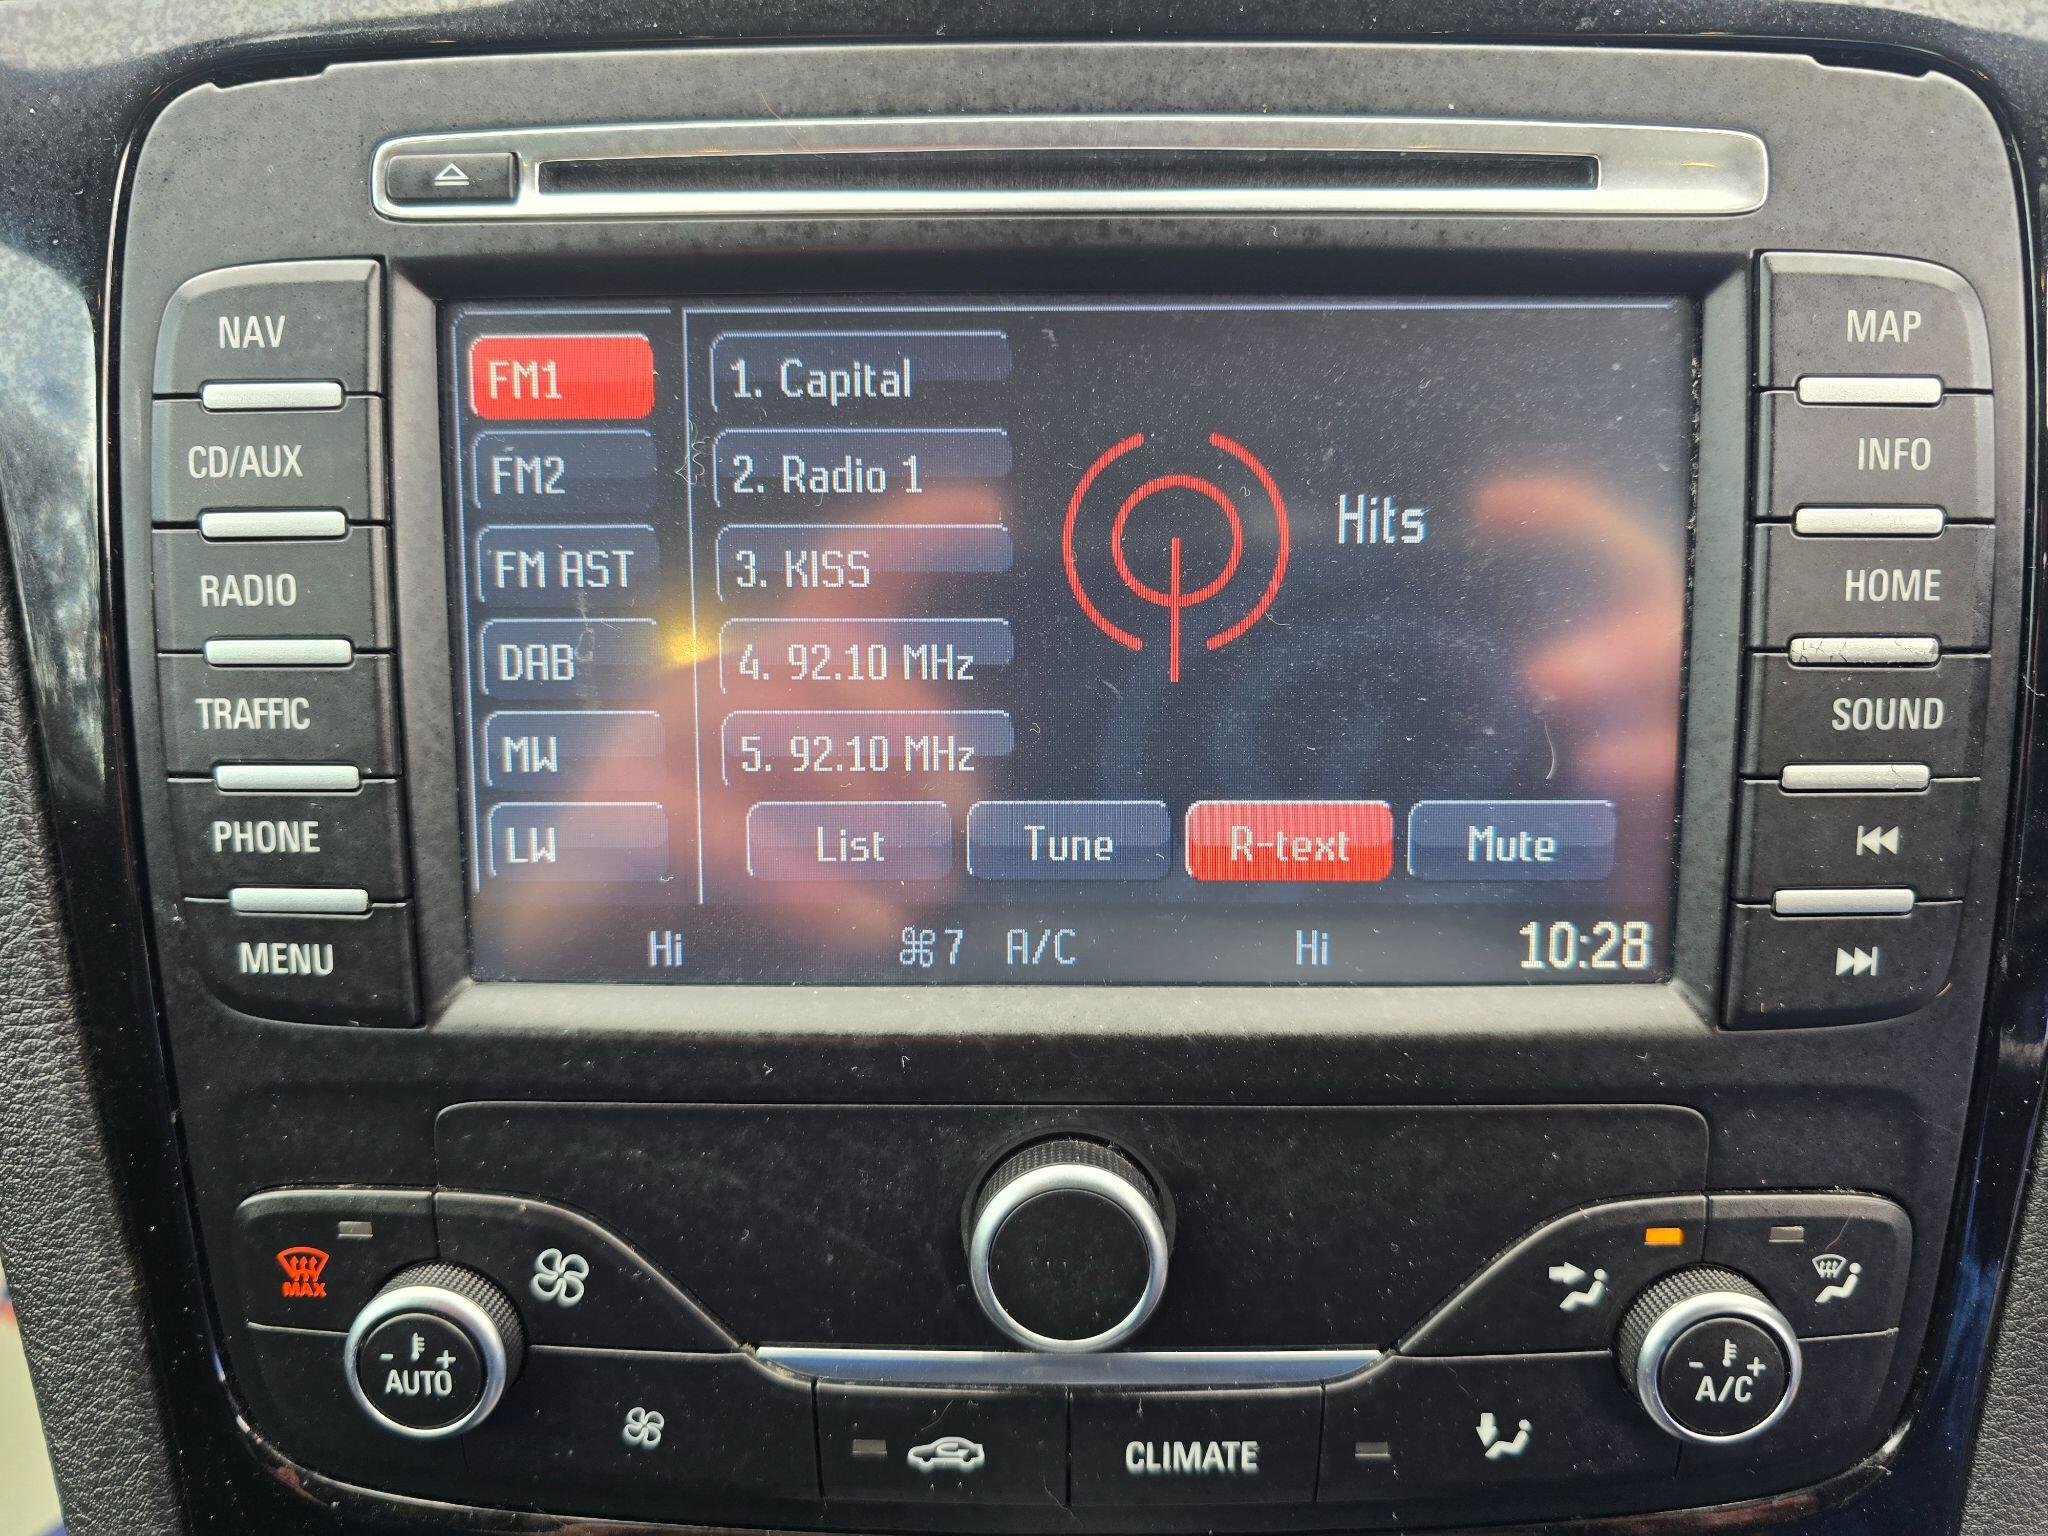 NAV
CD/AUX
RADIO
TRAFFIC
PHONE
MENU
FM1
FM2
FM AST
DAB
MW
LW
1. Capital
2. Radio 1
3. KISS
4. 92.10 MHz
5. 92.10 MHz
Hits
List Tune R-text Mute
Hi 7 A/C Hi 10:28
MAP
INFO
HOME
SOUND
MAX
- +
AUTO
CLIMATE
- +
A/C